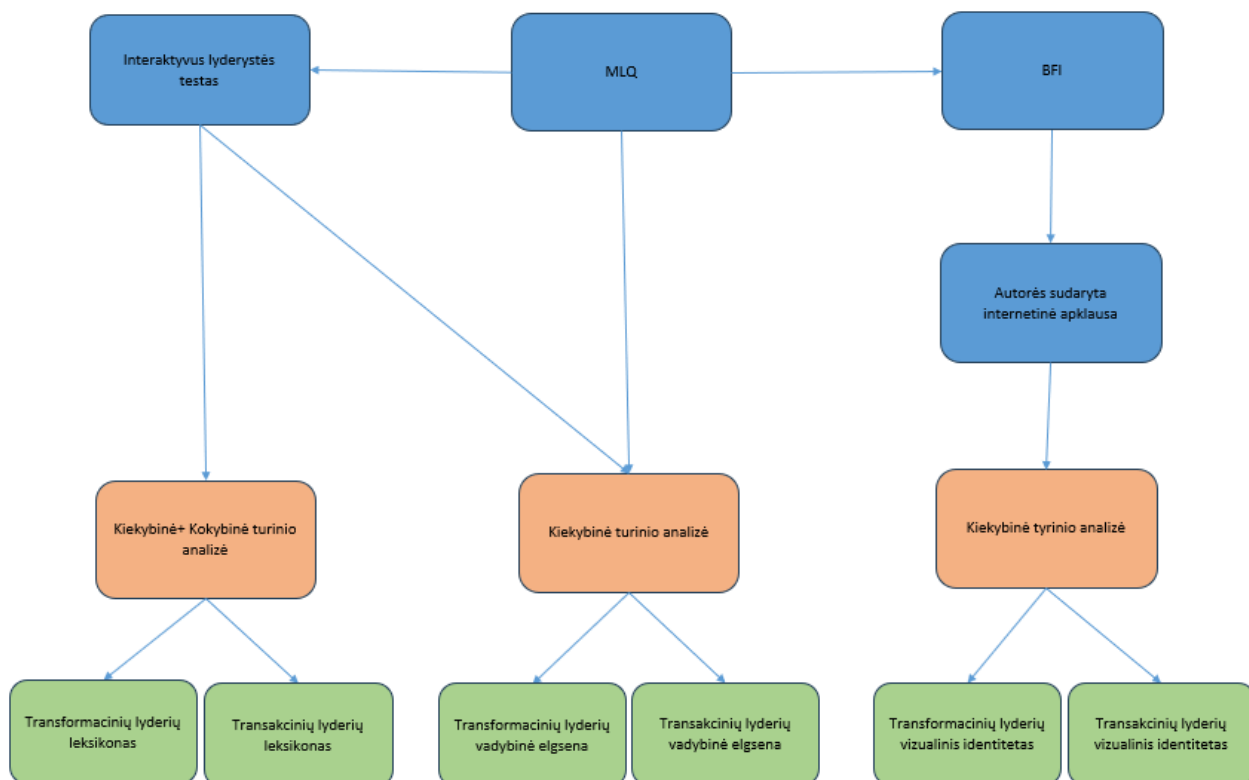 Interaktyvus lyderystės
testas
MLQ
BFI
Autorės sudaryta
internetinė apklausa
Kiekybinė+ Kokybinė turinio
analizė
Kiekybinė turinio analizė
Kiekybinė tyrinio analizė
Transformacinių lyderių
leksikonas
Transakcinių lyderių
leksikonas
Transformacinių lyderių
vadybinė elgsena
Transakcinių lyderių
vadybinė elgsena
Transformacinių lyderių
vizualinis identitetas
Transakcinių lyderių
vizualinis identitetas